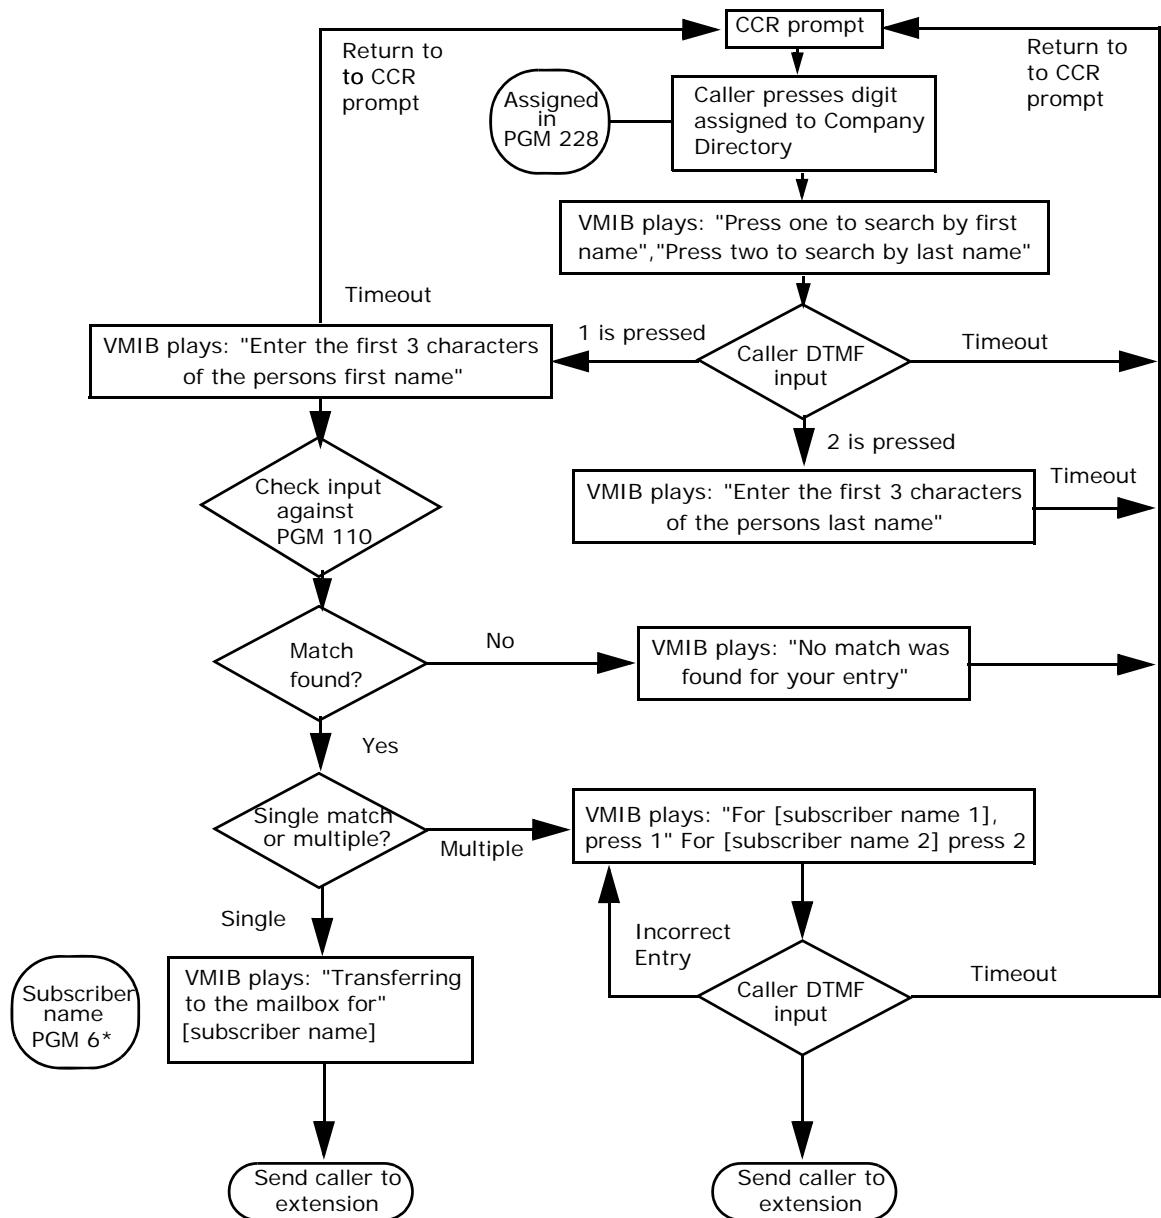 CCR prompt
Return to
to CCR
prompt
Return to
to CCR
prompt
Assigned
in
PGM 228
Caller presses digit
assigned to Company
Directory
VMIB plays: "Press one to search by first
name","Press two to search by last name"
Timeout
1 is pressed
Caller DTMF
input
Timeout
VMIB plays: "Enter the first 3 characters
of the persons first name"
2 is pressed
Check input
against
PGM 110
VMIB plays: "Enter the first 3 characters
of the persons last name"
Timeout
Match
found?
No
VMIB plays: "No match was
found for your entry"
Yes
Single match
or multiple?
Multiple
VMIB plays: "For [subscriber name 1],
press 1" For [subscriber name 2] press 2
Single
Incorrect
Entry
Subscriber
name
PGM 6*
VMIB plays: "Transferring
to the mailbox for"
[subscriber name]
Caller DTMF
input
Timeout
Send caller to
extension
Send caller to
extension